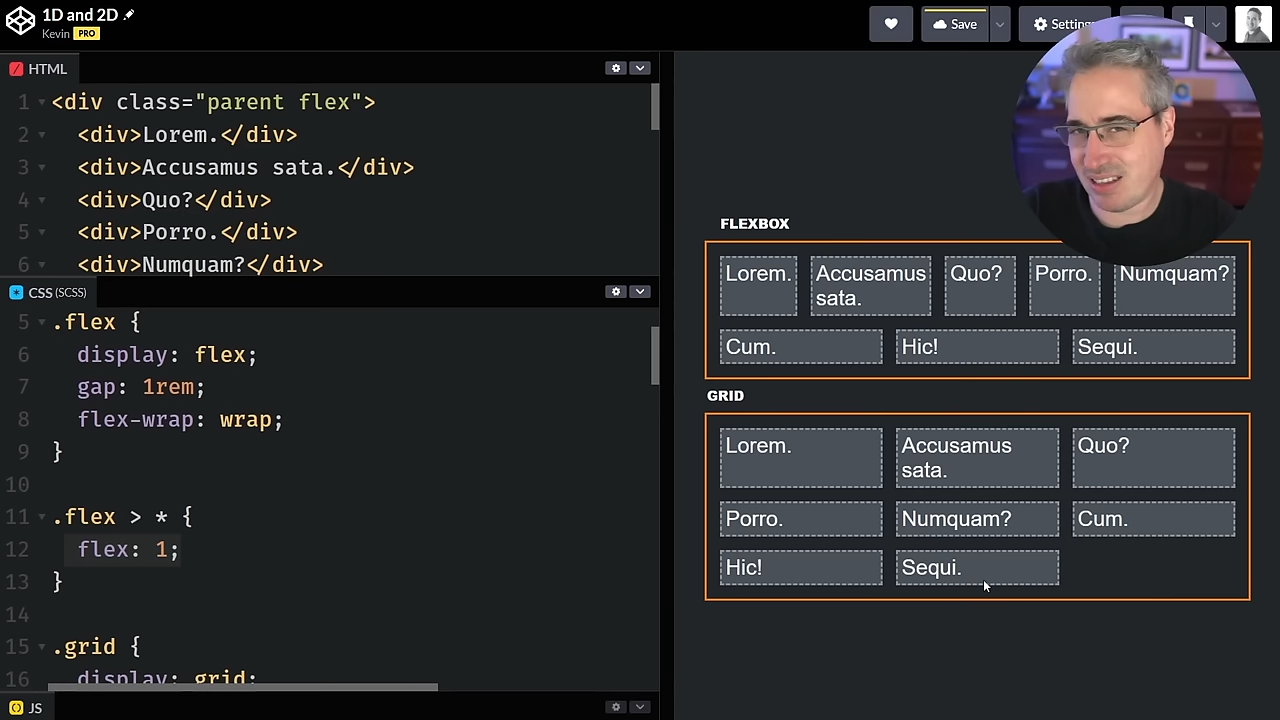 1D and 2D
Kevin PRO
Save
Setting
HTML
1 <div class="parent flex">
2 <div>Lorem.</div>
3 <div>Accusamus sata.</div>
4 <div>Quo?</div>
5 <div>Porro.</div>
6 <div>Numquam?</div>
CSS (SCSS)
5 .flex {
6 display: flex;
7 gap: 1rem;
8 flex-wrap: wrap;
9 }
10
11 .flex > * {
12 flex: 1;
13 }
14
15 .grid {
16 display: grid;
JS
FLEXBOX
Lorem.
Accusamus
sata.
Quo?
Porro.
Numquam?
Cum.
Hic!
Sequi.
GRID
Lorem.
Accusamus
sata.
Quo?
Porro.
Numquam?
Cum.
Hic!
Sequi.